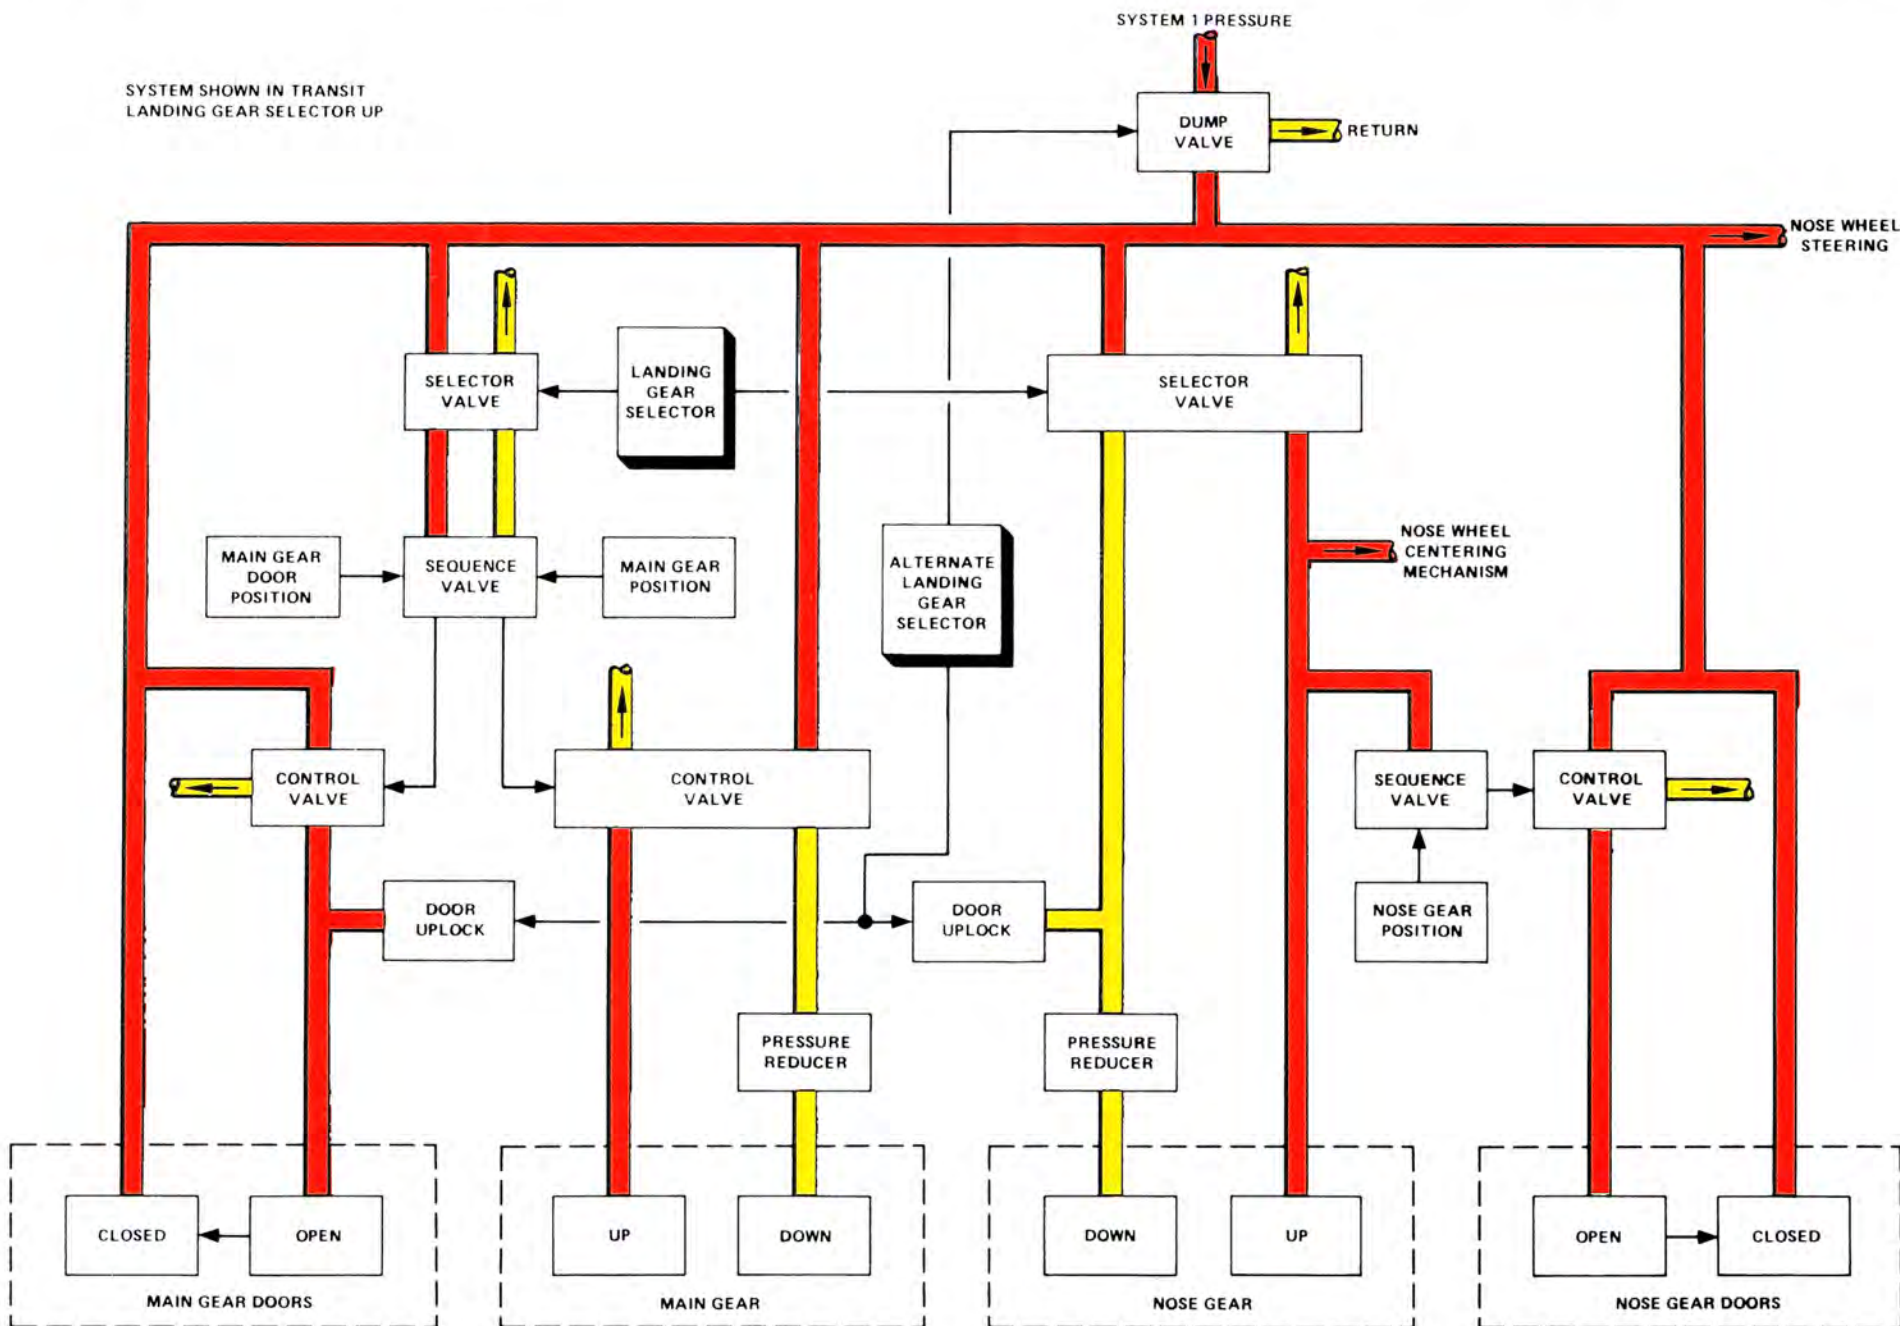 SYSTEM 1 PRESSURE
SYSTEM SHOWN IN TRANSIT
LANDING GEAR SELECTOR UP
DUMP
VALVE
RETURN
NOSE WHEEL
STEERING
SELECTOR
VALVE
LANDING
GEAR
SELECTOR
SELECTOR
VALVE
MAIN GEAR
DOOR
POSITION
SEQUENCE
VALVE
MAIN GEAR
POSITION
ALTERNATE
LANDING
GEAR
SELECTOR
NOSE WHEEL
CENTERING
MECHANISM
CONTROL
VALVE
CONTROL
VALVE
SEQUENCE
VALVE
CONTROL
VALVE
DOOR
UPLOCK
DOOR
UPLOCK
NOSE GEAR
POSITION
PRESSURE
REDUCER
PRESSURE
REDUCER
CLOSED
OPEN
UP
DOWN
DOWN
UP
OPEN
CLOSED
MAIN GEAR DOORS
MAIN GEAR
NOSE GEAR
NOSE GEAR DOORS